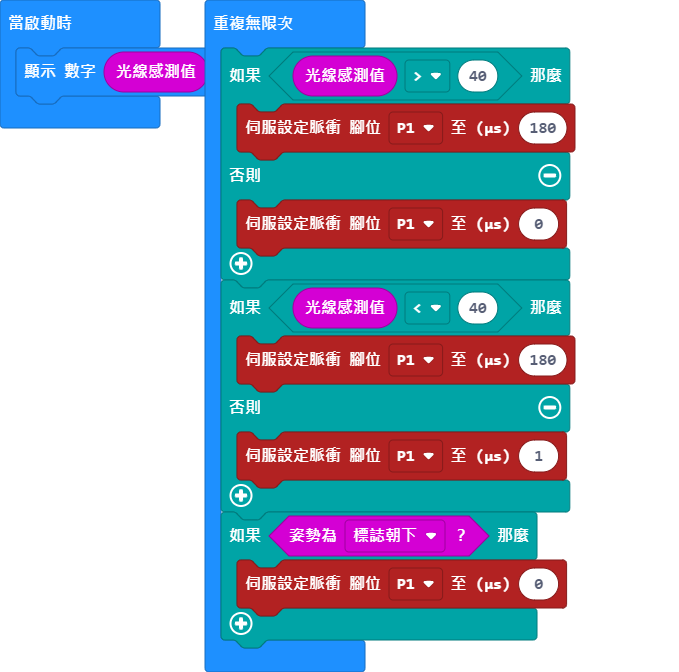 當啟動時
顯示 數字 光線感測值
重複無限次
如果 光線感測值 > 40 那麼
伺服設定脈衝 腳位 P1 至 (µs) 180
否則
伺服設定脈衝 腳位 P1 至 (µs) 0
如果 光線感測值 < 40 那麼
伺服設定脈衝 腳位 P1 至 (µs) 180
否則
伺服設定脈衝 腳位 P1 至 (µs) 1
如果 姿勢為 標誌朝下 ? 那麼
伺服設定脈衝 腳位 P1 至 (µs) 0